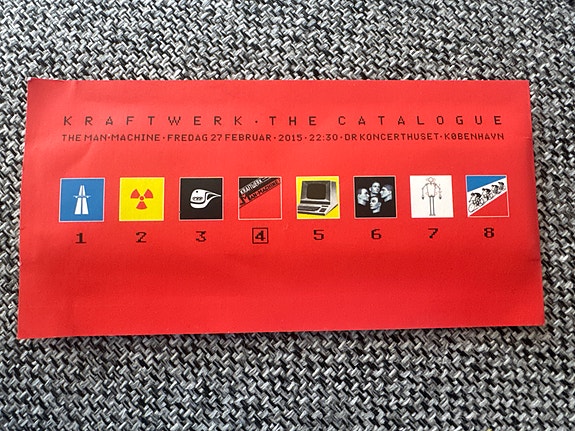 KRAFTWERK · THE CATALOGUE
THE MAN·MACHINE·FREDAG 27 FEBRUAR·2015·22:30·DR KONCERTHUSET·KØBENHAVN
KRAFTWERK
1 2 3 4 5 6 7 8